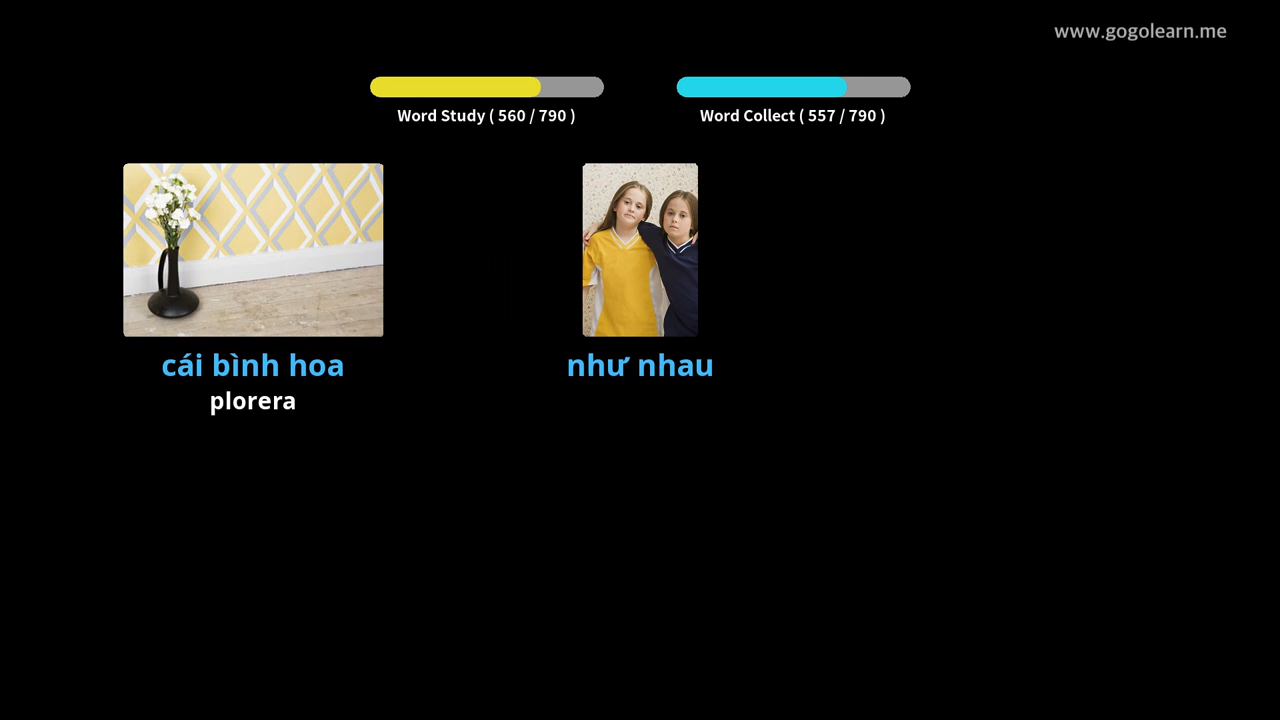 www.gogolearn.me
Word Study ( 560 / 790 )
Word Collect ( 557 / 790 )
cái bình hoa
plorera
như nhau